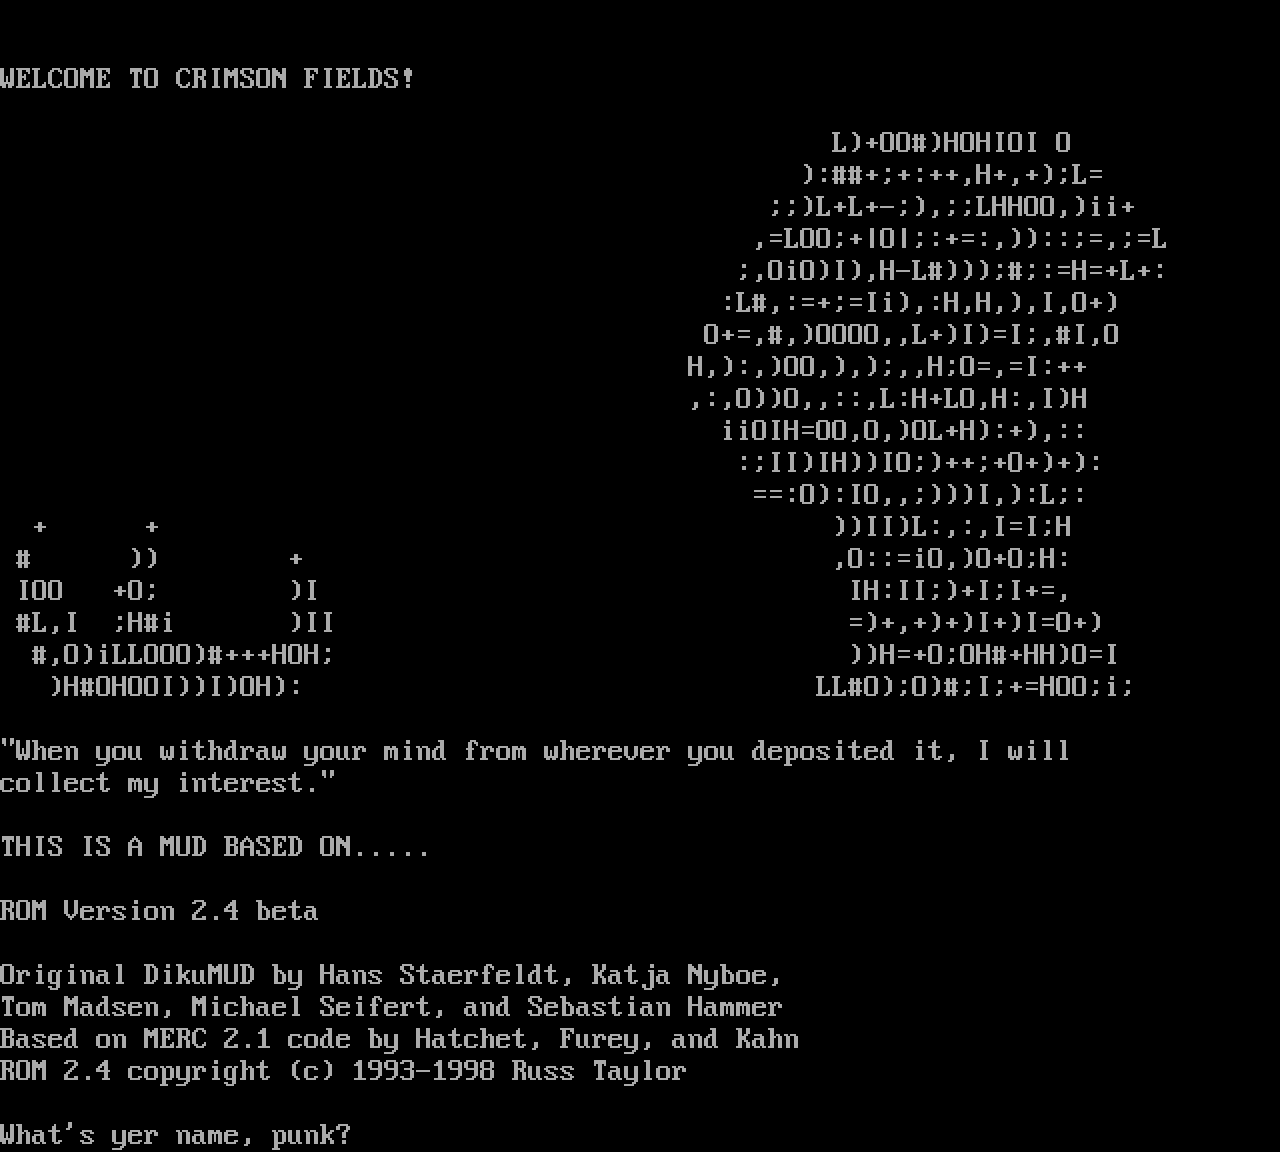 WELCOME TO CRIMSON FIELDS!
L)+OO#)HOHIOI O
):##+;+:++,H+,+);L=
;;)L+L+-;),;;LHHOO,)ii+
,=LOO;+|O|;:+=:,))::;=,;=L
;,OiO)I),H-L#)));#;:=H=+L+:
:L#,:=+;=Ii),:H,H,),I,O+)
O+=,#,)OOOO,,L+)I)=I;,#I,O
H,):,)OO,),);,,H;O=,=I:++
,:,O))O,,::,L:H+LO,H:,I)H
iiOIH=OO,O,)OL+H):+),::
:;II)IH))IO;)++;+O+)+):
==:O):IO,,;)))I,):L;:
+ + ))II)L:,:,I=I;H
# )) + ,O::=iO,)O+O;H:
IOO +O; )I IH:II;)+I;I+=,
#L,I ;H#i )II =)+,+)+)I+)I=O+)
#,O)iLLOOO)#+++HOH; ))H=+O;OH#+HH)O=I
)H#OHOOI))I)OH): LL#O);O)#;I;+=HOO;i;
"When you withdraw your mind from wherever you deposited it, I will
collect my interest."
THIS IS A MUD BASED ON.....
ROM Version 2.4 beta
Original DikuMUD by Hans Staerfeldt, Katja Nyboe,
Tom Madsen, Michael Seifert, and Sebastian Hammer
Based on MERC 2.1 code by Hatchet, Furey, and Kahn
ROM 2.4 copyright (c) 1993-1998 Russ Taylor
What's yer name, punk?